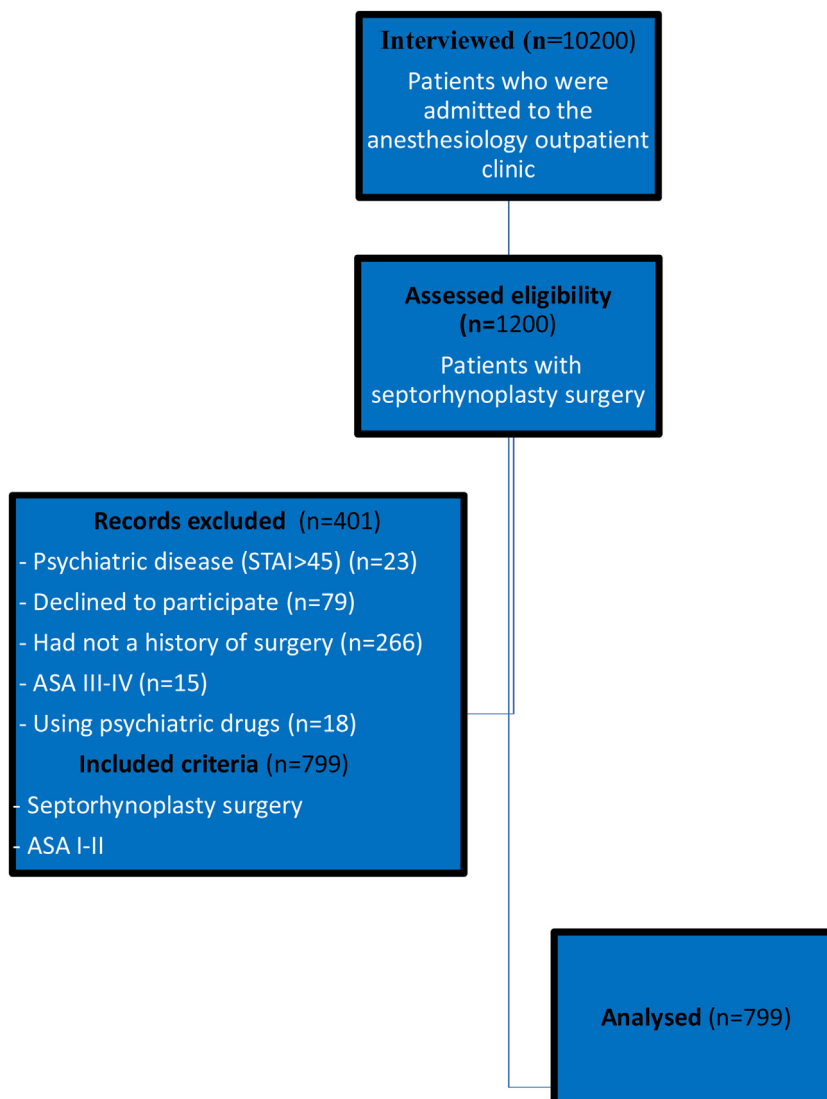 Interviewed (n=10200)
Patients who were
admitted to the
anesthesiology outpatient
clinic
Assessed eligibility
(n=1200)
Patients with
septorhynoplasty surgery
Records excluded (n=401)
- Psychiatric disease (STAI>45) (n=23)
- Declined to participate (n=79)
- Had not a history of surgery (n=266)
- ASA III-IV (n=15)
- Using psychiatric drugs (n=18)
Included criteria (n=799)
- Septorhynoplasty surgery
- ASA I-II
Analysed (n=799)